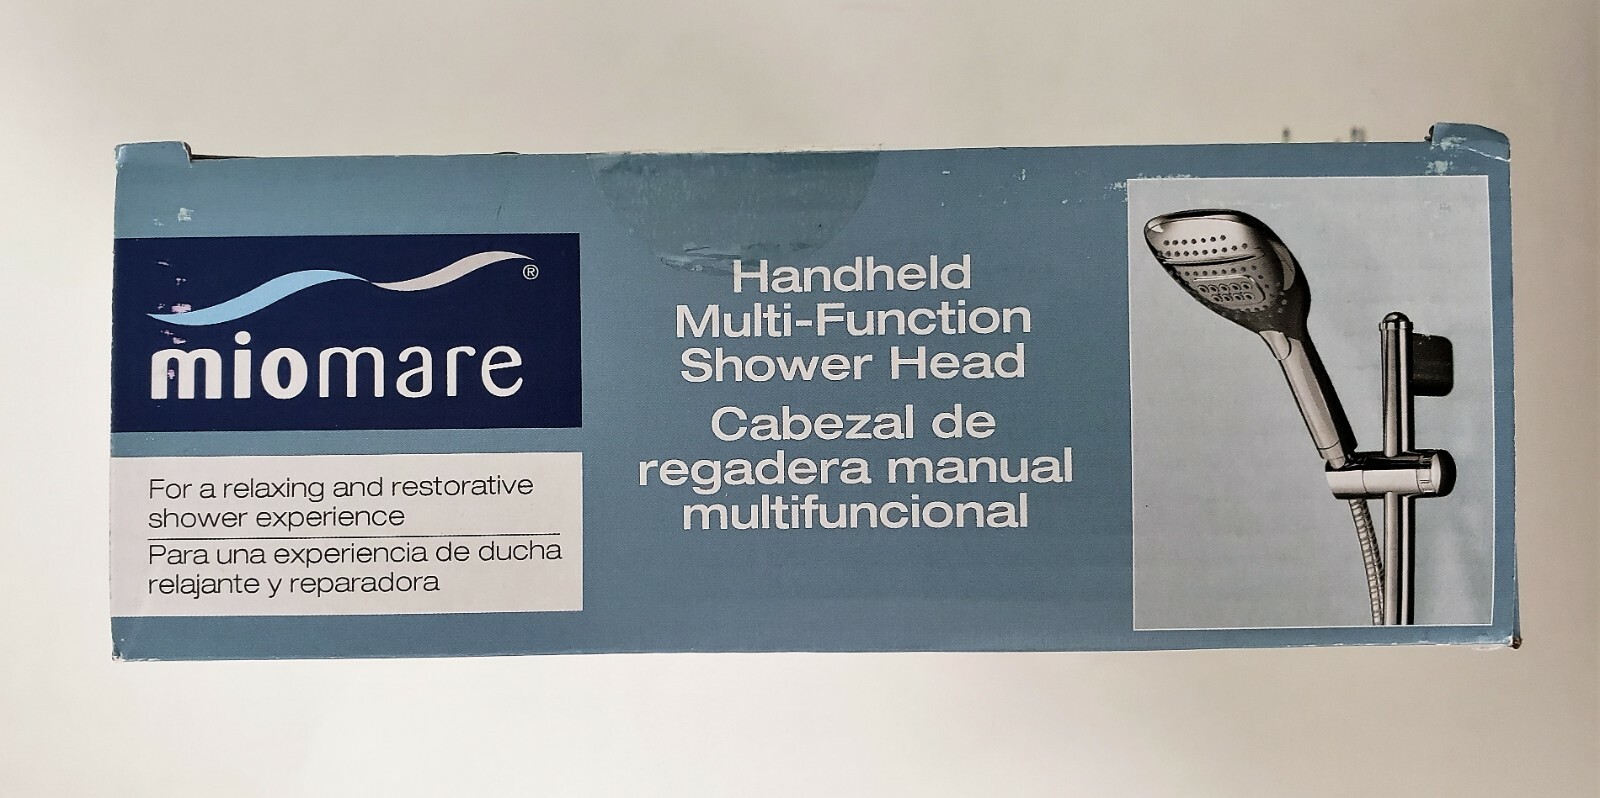 ®
miomare
For a relaxing and restorative
shower experience
Para una experiencia de ducha
relajante y reparadora
Handheld
Multi-Function
Shower Head
Cabezal de
regadera manual
multifuncional